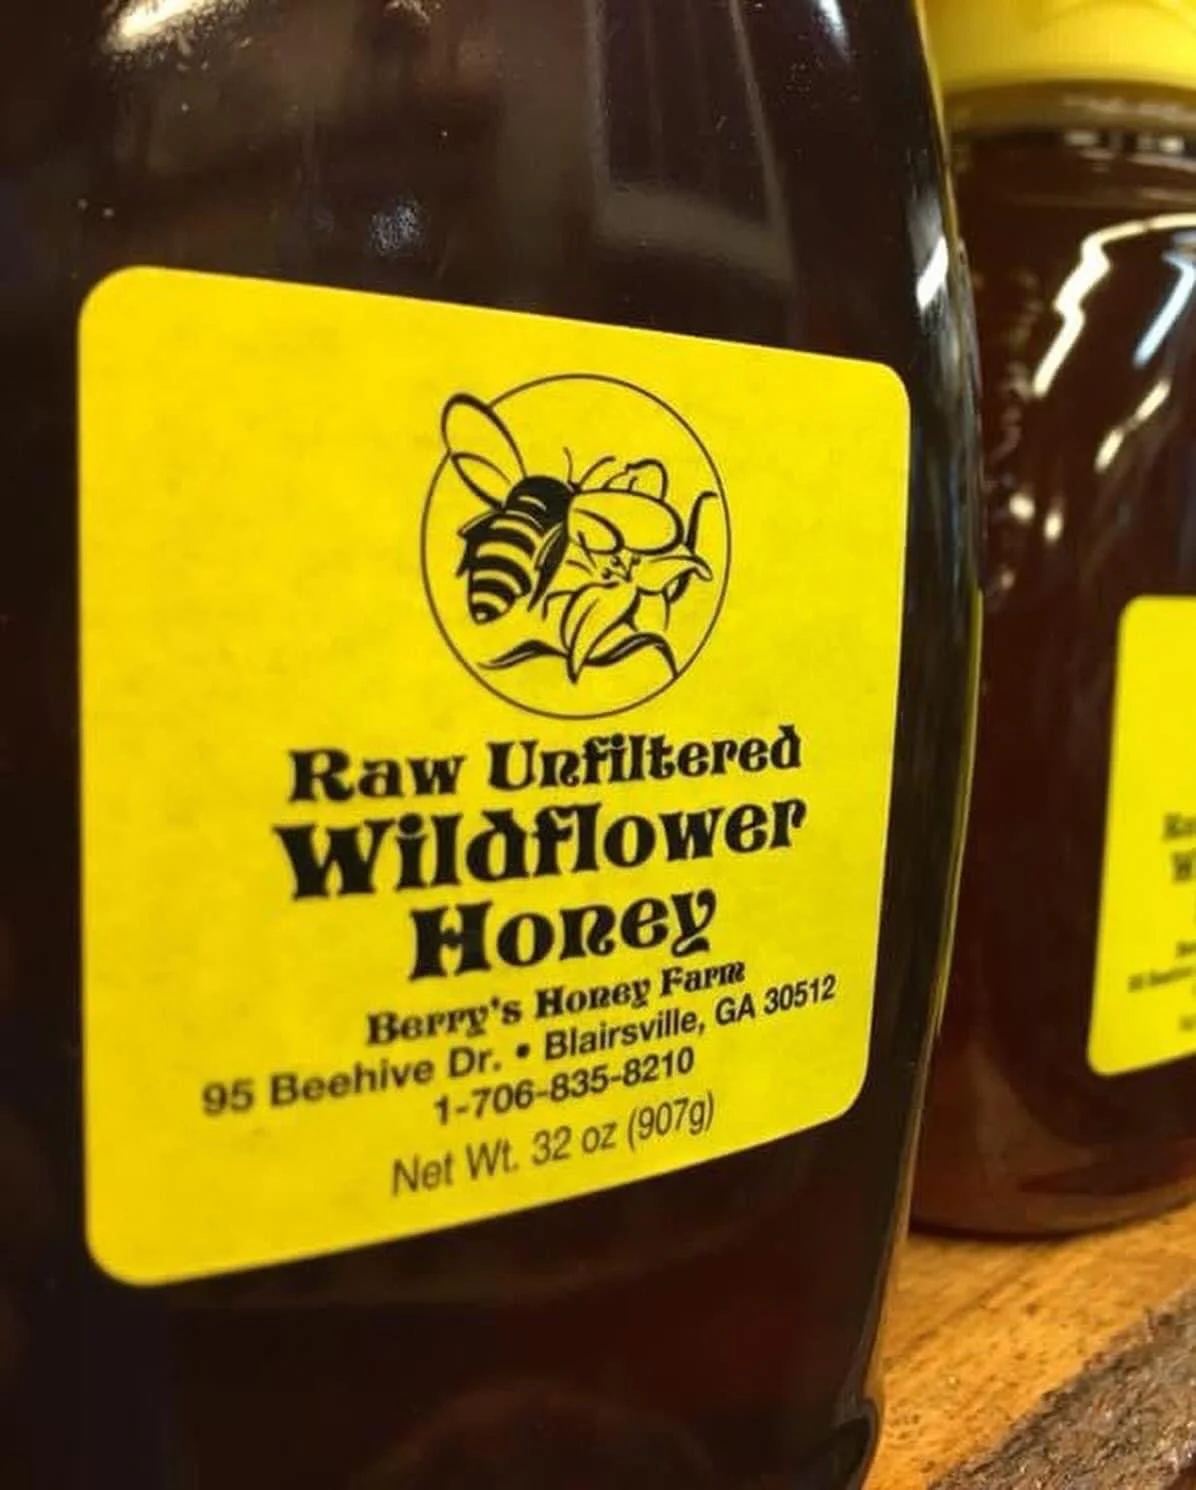 Raw Unfiltered
Wildflower
Honey
Berry's Honey Farm
95 Beehive Dr. • Blairsville, GA 30512
1-706-835-8210
Net Wt. 32 oz (907g)